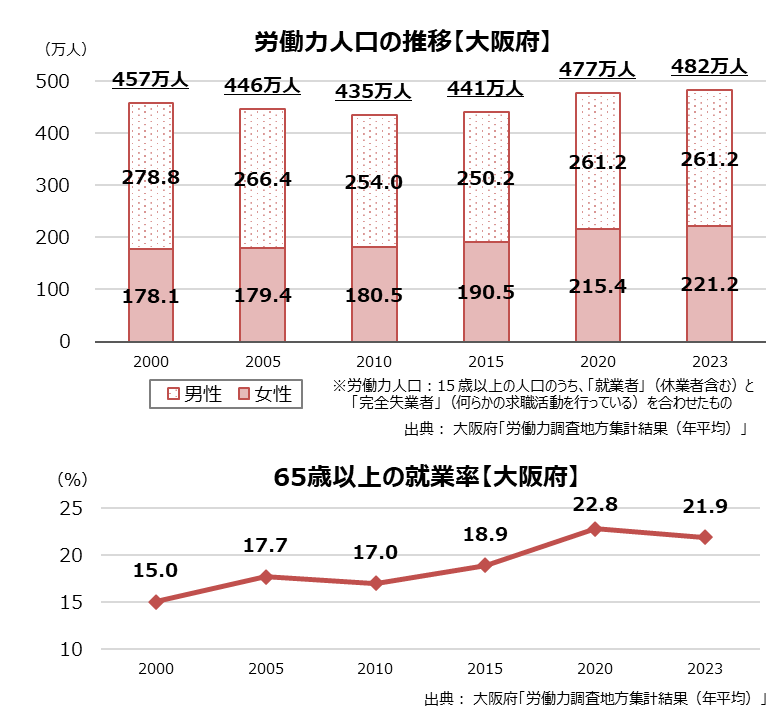 労働力人口の推移【大阪府】
（万人）
457万人 446万人 435万人 441万人 477万人 482万人
500
400
300
200
100
0
278.8 266.4 254.0 250.2 261.2 261.2
178.1 179.4 180.5 190.5 215.4 221.2
2000 2005 2010 2015 2020 2023
男性 女性
※労働力人口：15歳以上の人口のうち、「就業者」（休業者含む）と
「完全失業者」（何らかの求職活動を行っている）を合わせたもの
出典： 大阪府「労働力調査地方集計結果（年平均）」
65歳以上の就業率【大阪府】
（%）
25
20
15
10
15.0 17.7 17.0 18.9 22.8 21.9
2000 2005 2010 2015 2020 2023
出典： 大阪府「労働力調査地方集計結果（年平均）」